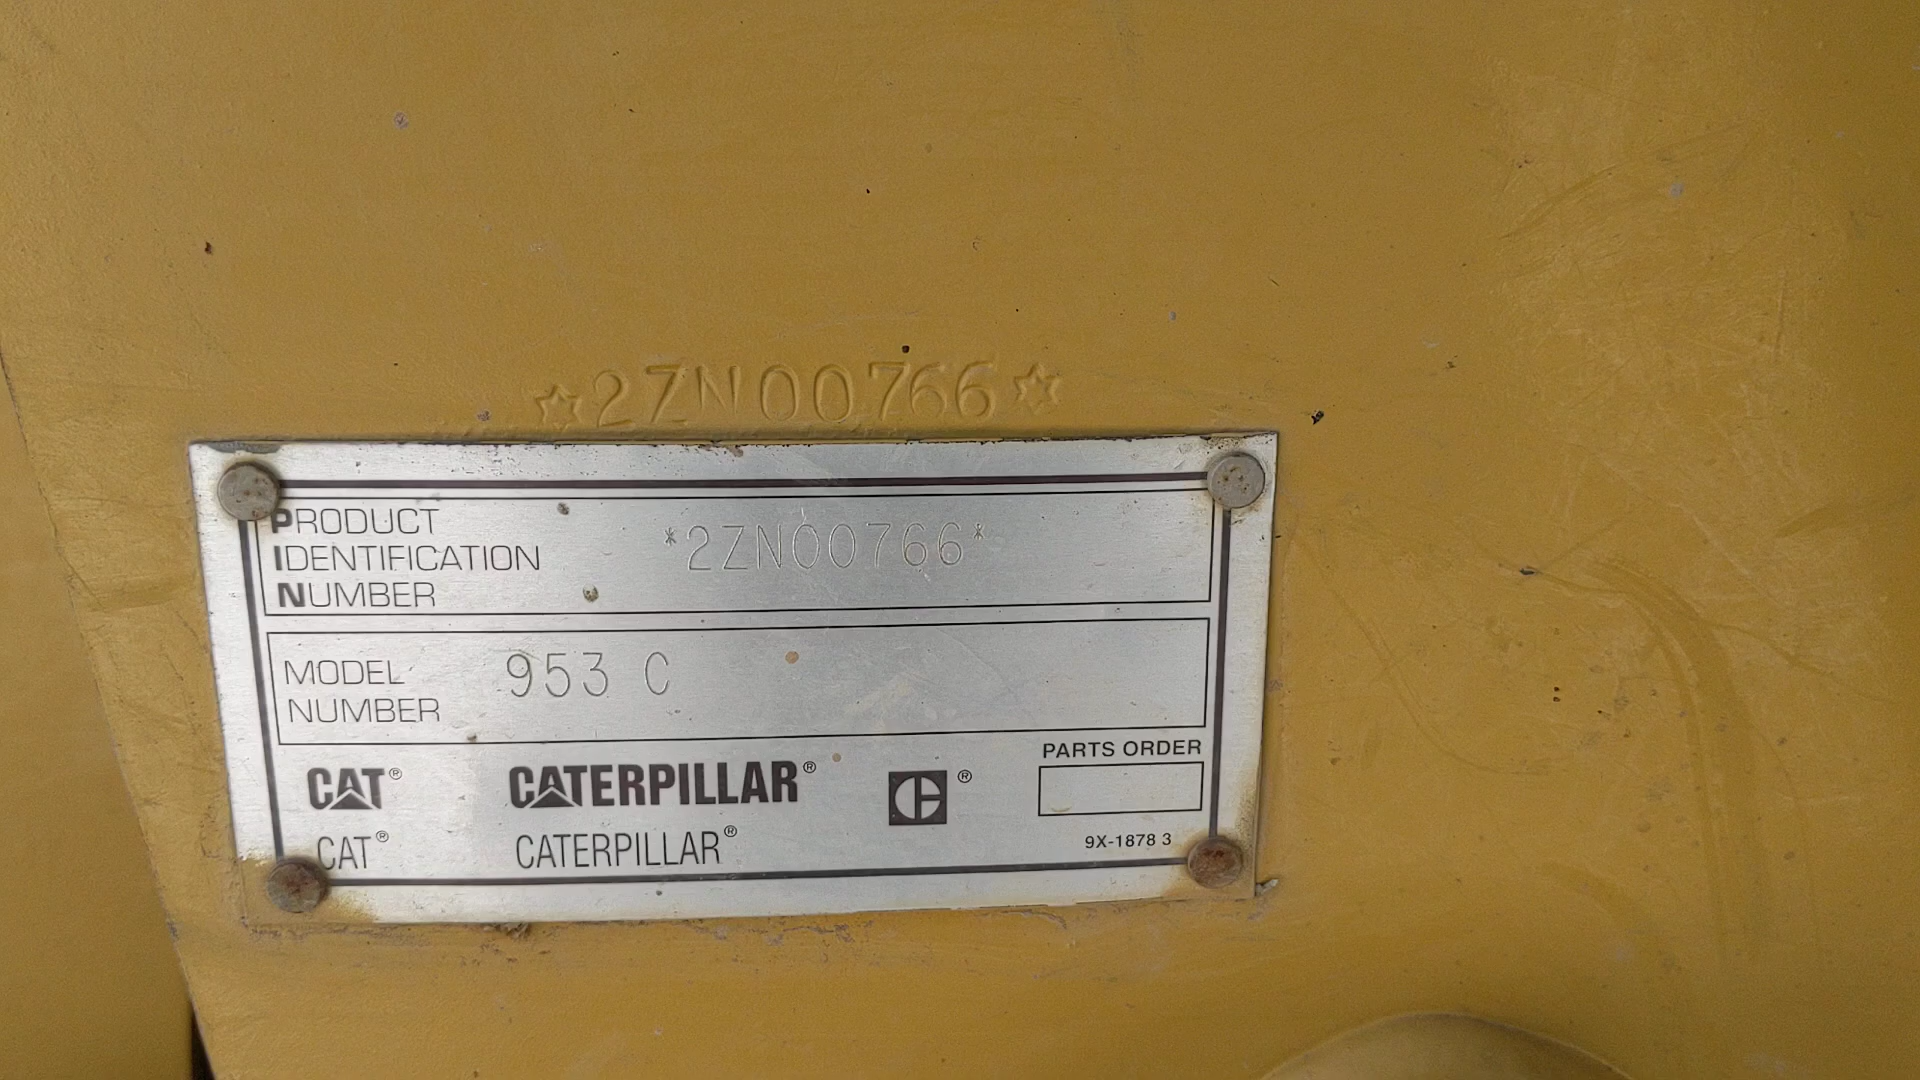 ☆2ZN00766☆
PRODUCT
IDENTIFICATION
NUMBER
*2ZN00766*
MODEL
NUMBER
953 C
PARTS ORDER
CAT® CATERPILLAR® ®
CAT® CATERPILLAR®
9X-1878 3